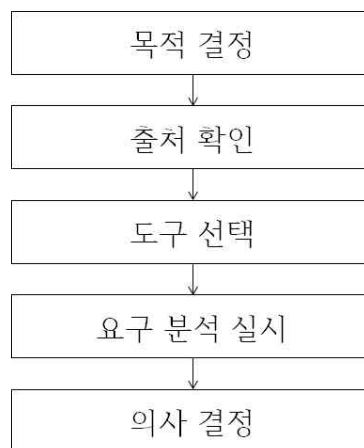 목적 결정
출처 확인
도구 선택
요구 분석 실시
의사 결정